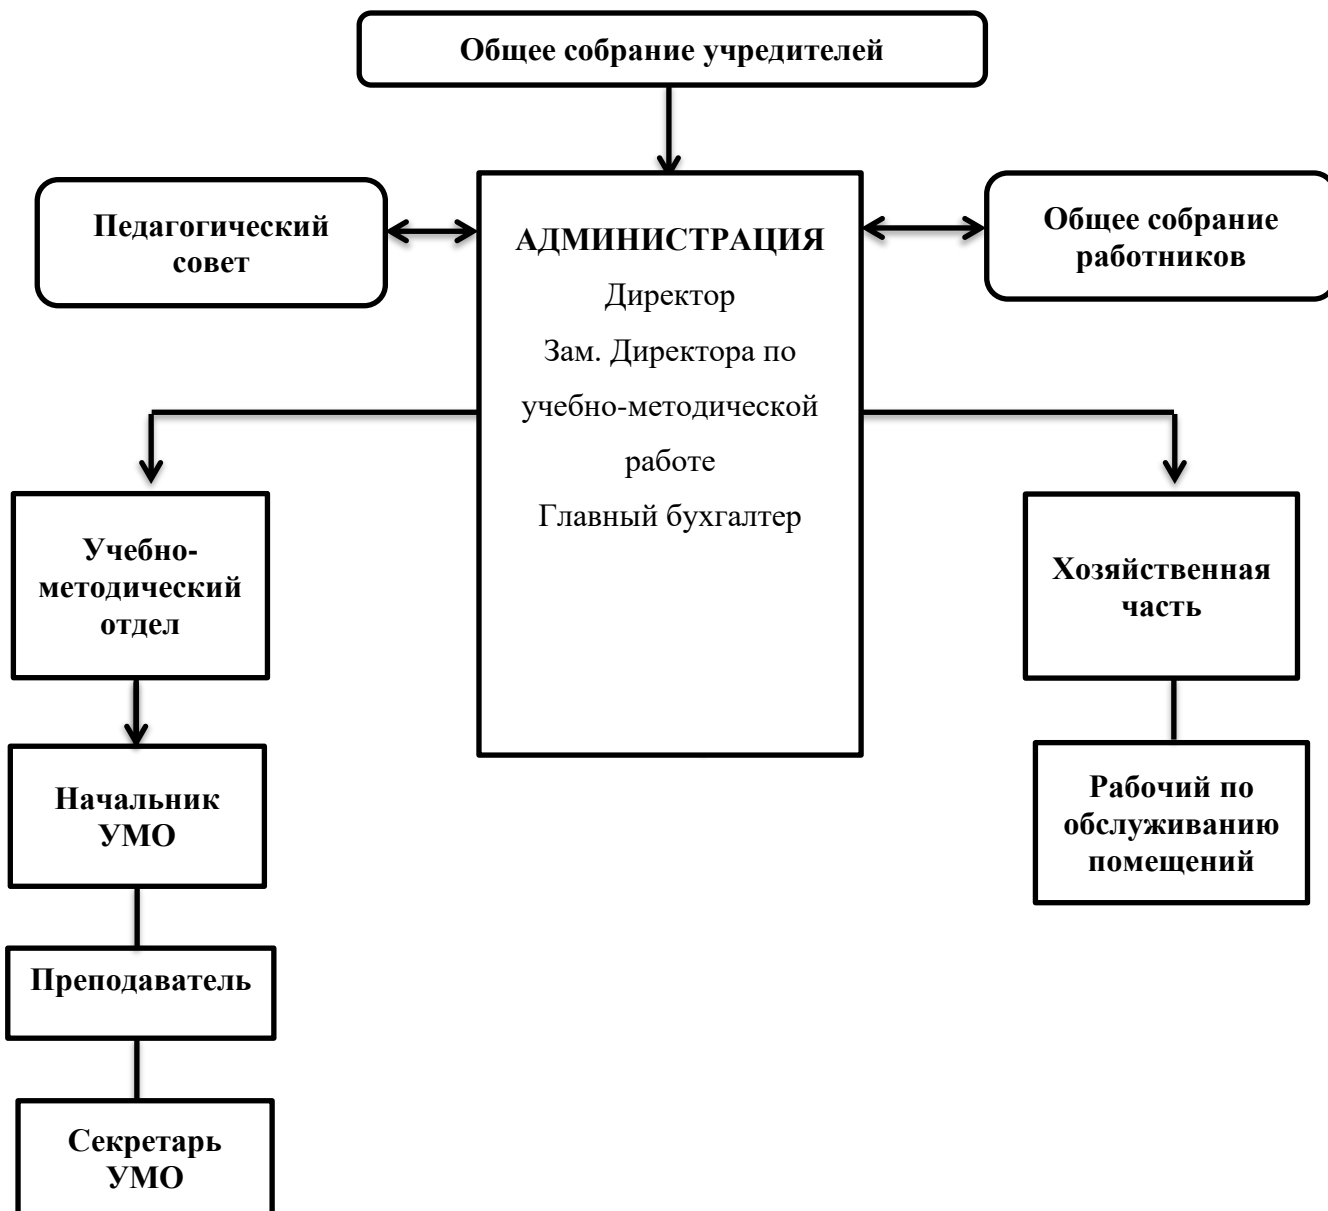 Общее собрание учредителей
Педагогический
совет
АДМИНИСТРАЦИЯ
Директор
Зам. Директора по
учебно-методической
работе
Главный бухгалтер
Общее собрание
работников
Учебно-
методический
отдел
Хозяйственная
часть
Начальник
УМО
Рабочий по
обслуживанию
помещений
Преподаватель
Секретарь
УМО